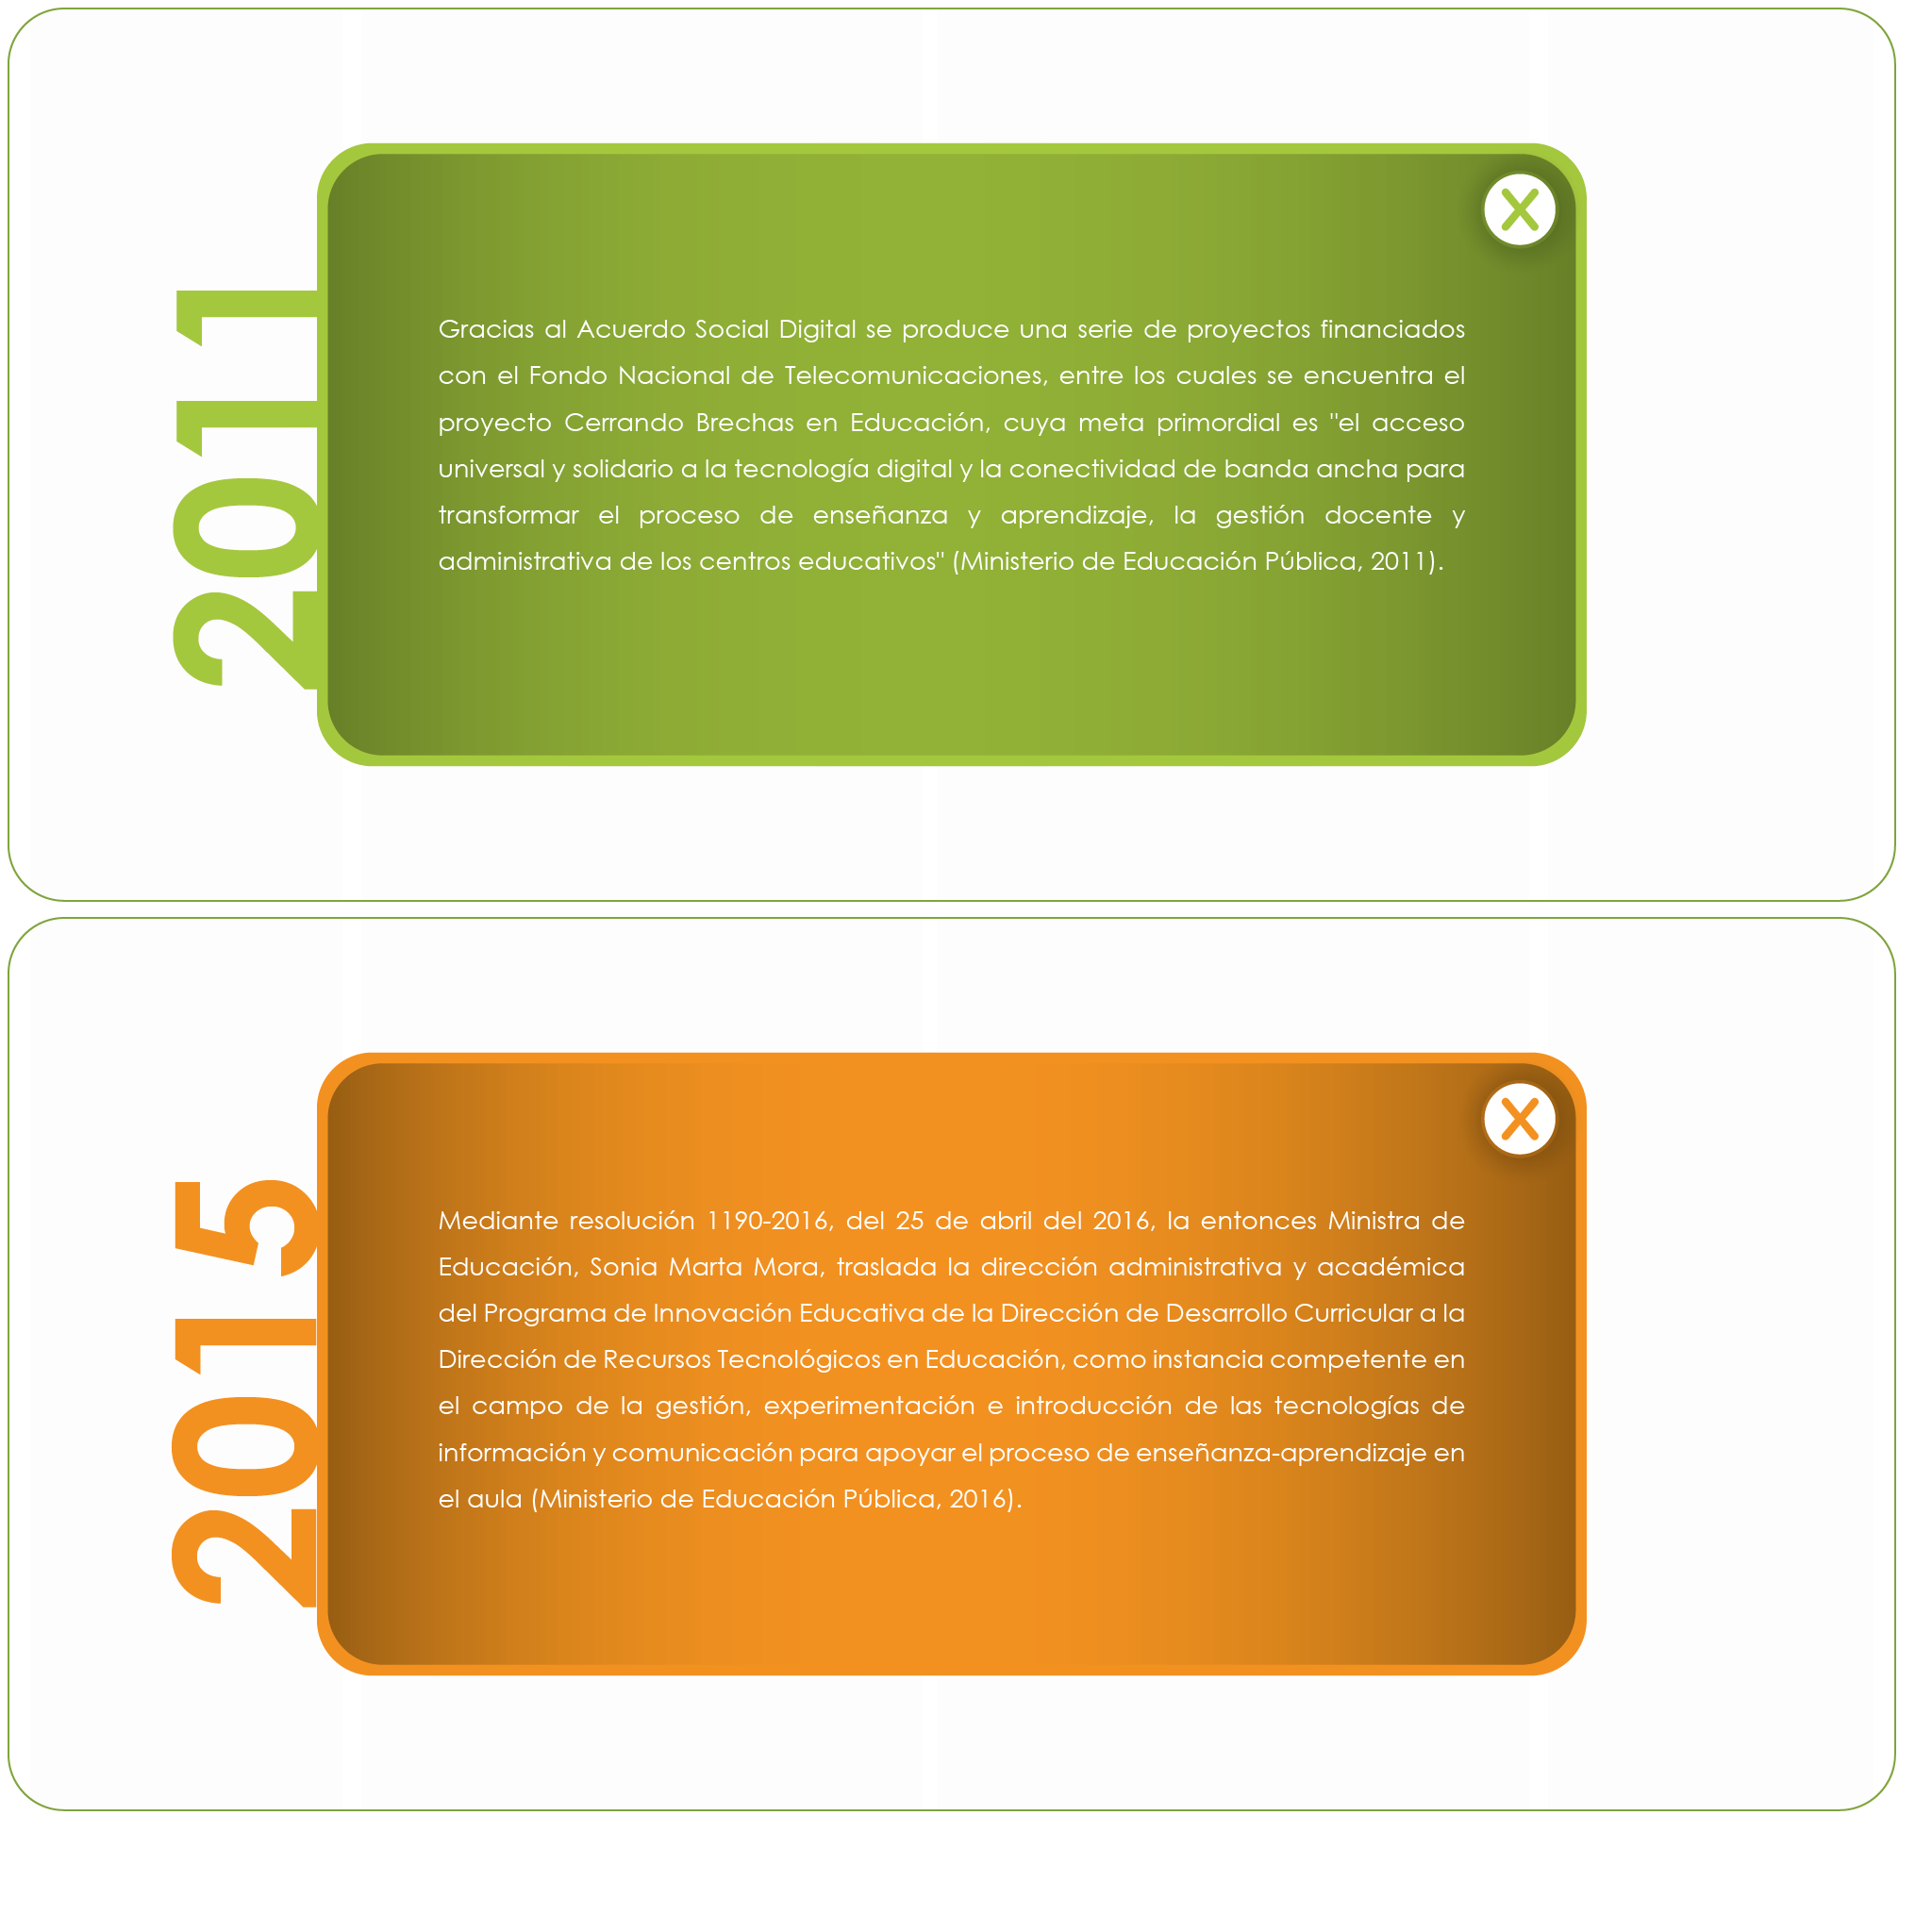 2011
X
Gracias al Acuerdo Social Digital se produce una serie de proyectos financiados
con el Fondo Nacional de Telecomunicaciones, entre los cuales se encuentra el
proyecto Cerrando Brechas en Educación, cuya meta primordial es "el acceso
universal y solidario a la tecnología digital y la conectividad de banda ancha para
transformar el proceso de enseñanza y aprendizaje, la gestión docente y
administrativa de los centros educativos" (Ministerio de Educación Pública, 2011).
2015
X
Mediante resolución 1190-2016, del 25 de abril del 2016, la entonces Ministra de
Educación, Sonia Marta Mora, traslada la dirección administrativa y académica
del Programa de Innovación Educativa de la Dirección de Desarrollo Curricular a la
Dirección de Recursos Tecnológicos en Educación, como instancia competente en
el campo de la gestión, experimentación e introducción de las tecnologías de
información y comunicación para apoyar el proceso de enseñanza-aprendizaje en
el aula (Ministerio de Educación Pública, 2016).